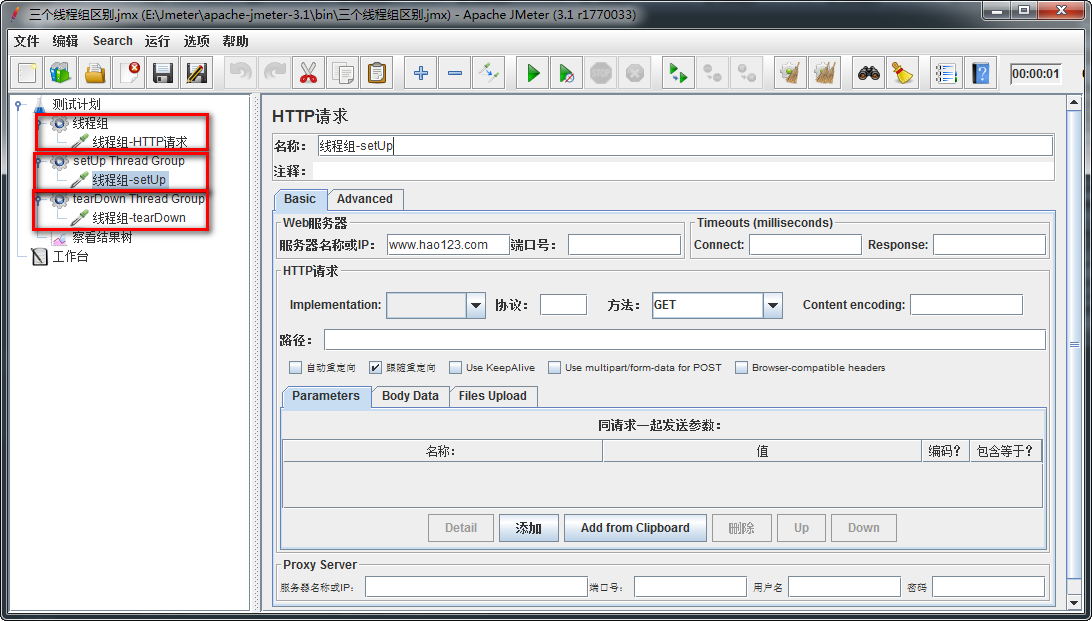 三个线程组区别.jmx (E:\Jmeter\apache-jmeter-3.1\bin\三个线程组区别.jmx) - Apache JMeter (3.1 r1770033)
文件 编辑 Search 运行 选项 帮助
STOP
00:00:01
测试计划
线程组
线程组-HTTP请求
setUp Thread Group
线程组-setUp
tearDown Thread Group
线程组-tearDown
察看结果树
工作台
HTTP请求
名称: 线程组-setUp
注释:
Basic Advanced
Web服务器
服务器名称或IP: www.hao123.com 端口号:
Timeouts (milliseconds)
Connect: Response:
HTTP请求
Implementation: 协议: 方法: GET Content encoding:
路径:
自动重定向 跟随重定向 Use KeepAlive Use multipart/form-data for POST Browser-compatible headers
Parameters Body Data Files Upload
同请求一起发送参数:
名称: 值 编码? 包含等于?
Detail 添加 Add from Clipboard 删除 Up Down
Proxy Server
服务器名称或IP: 端口号: 用户名 密码